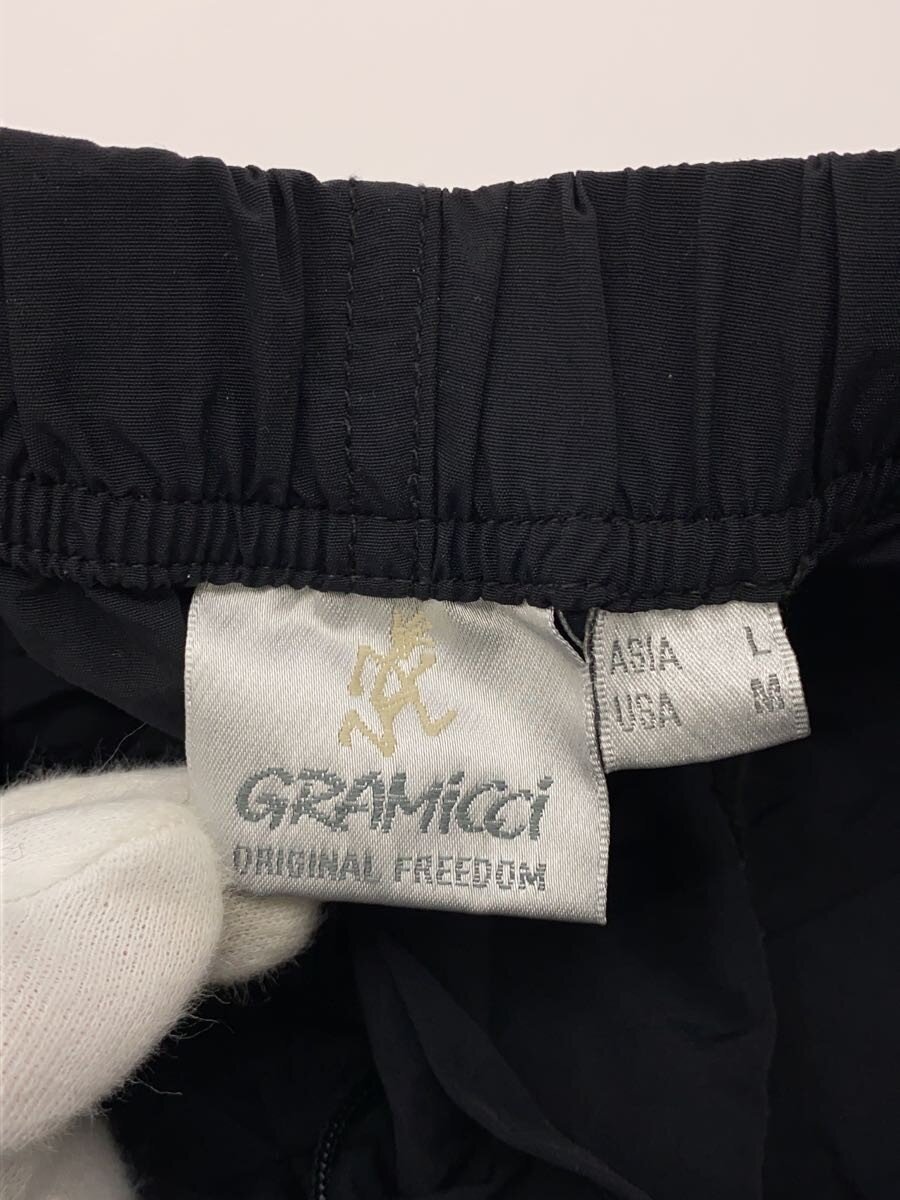 GRAMiCCi
ORIGINAL FREEDOM
ASIA L
USA M